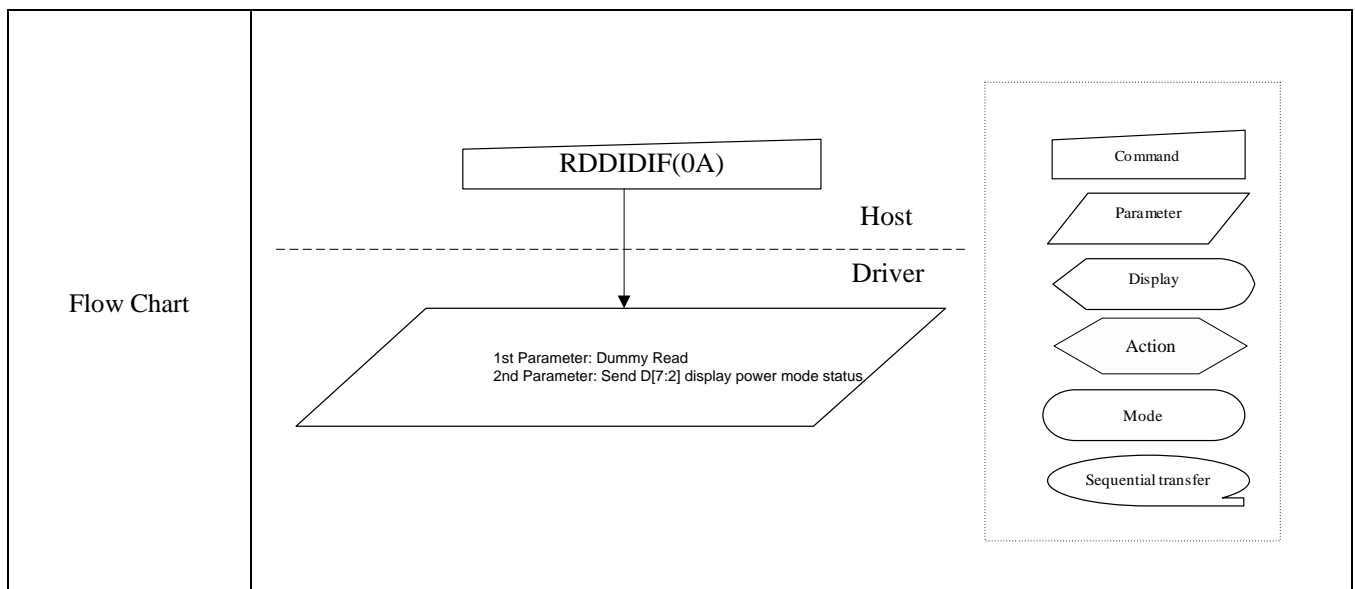 Flow Chart
RDDIDIF(0A)
Host
Driver
1st Parameter: Dummy Read
2nd Parameter: Send D[7:2] display power mode status
Command
Parameter
Display
Action
Mode
Sequential transfer